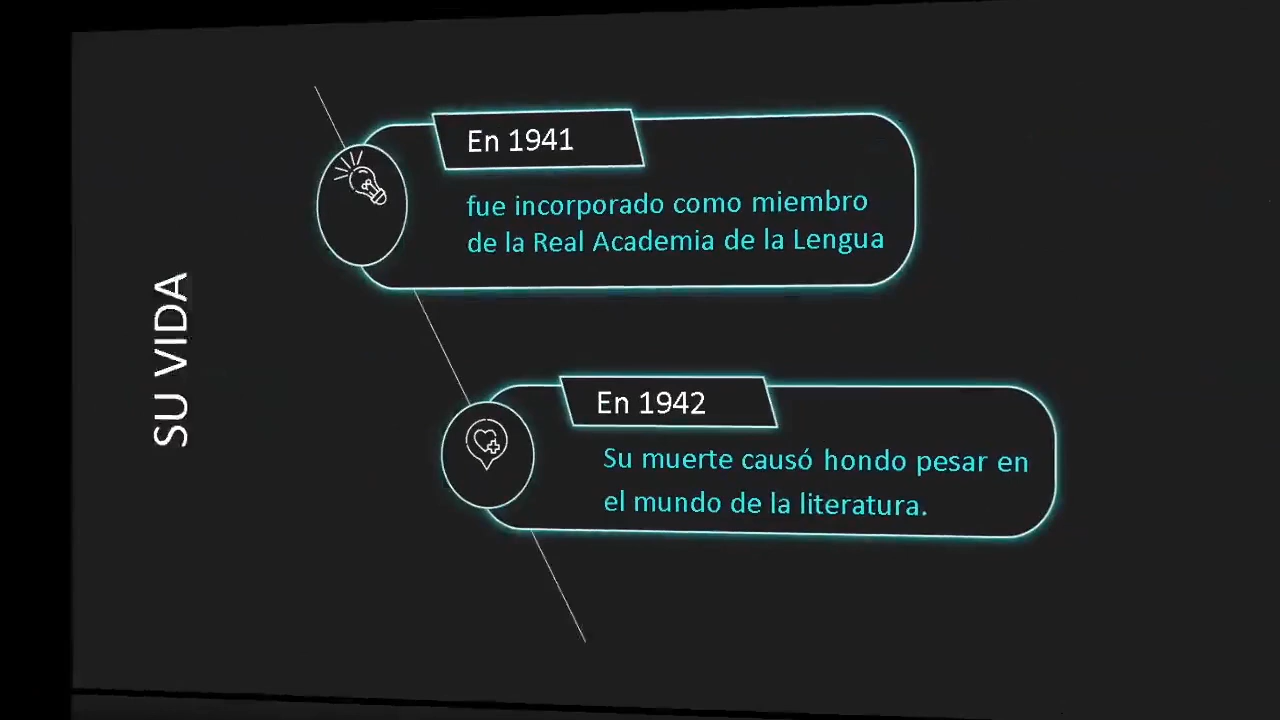 SU VIDA
En 1941
fue incorporado como miembro
de la Real Academia de la Lengua
En 1942
Su muerte causó hondo pesar en
el mundo de la literatura.